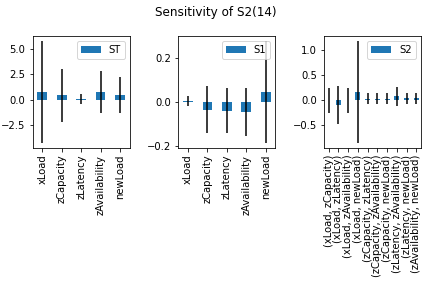 Sensitivity of S2(14)
ST
5.0
2.5
0.0
−2.5
xLoad
zCapacity
zLatency
zAvailability
newLoad
S1
0.2
0.0
−0.2
xLoad
zCapacity
zLatency
zAvailability
newLoad
S2
1.0
0.5
0.0
−0.5
(xLoad, zCapacity)
(xLoad, zLatency)
(xLoad, zAvailability)
(xLoad, newLoad)
(zCapacity, zLatency)
(zCapacity, zAvailability)
(zCapacity, newLoad)
(zLatency, zAvailability)
(zLatency, newLoad)
(zAvailability, newLoad)